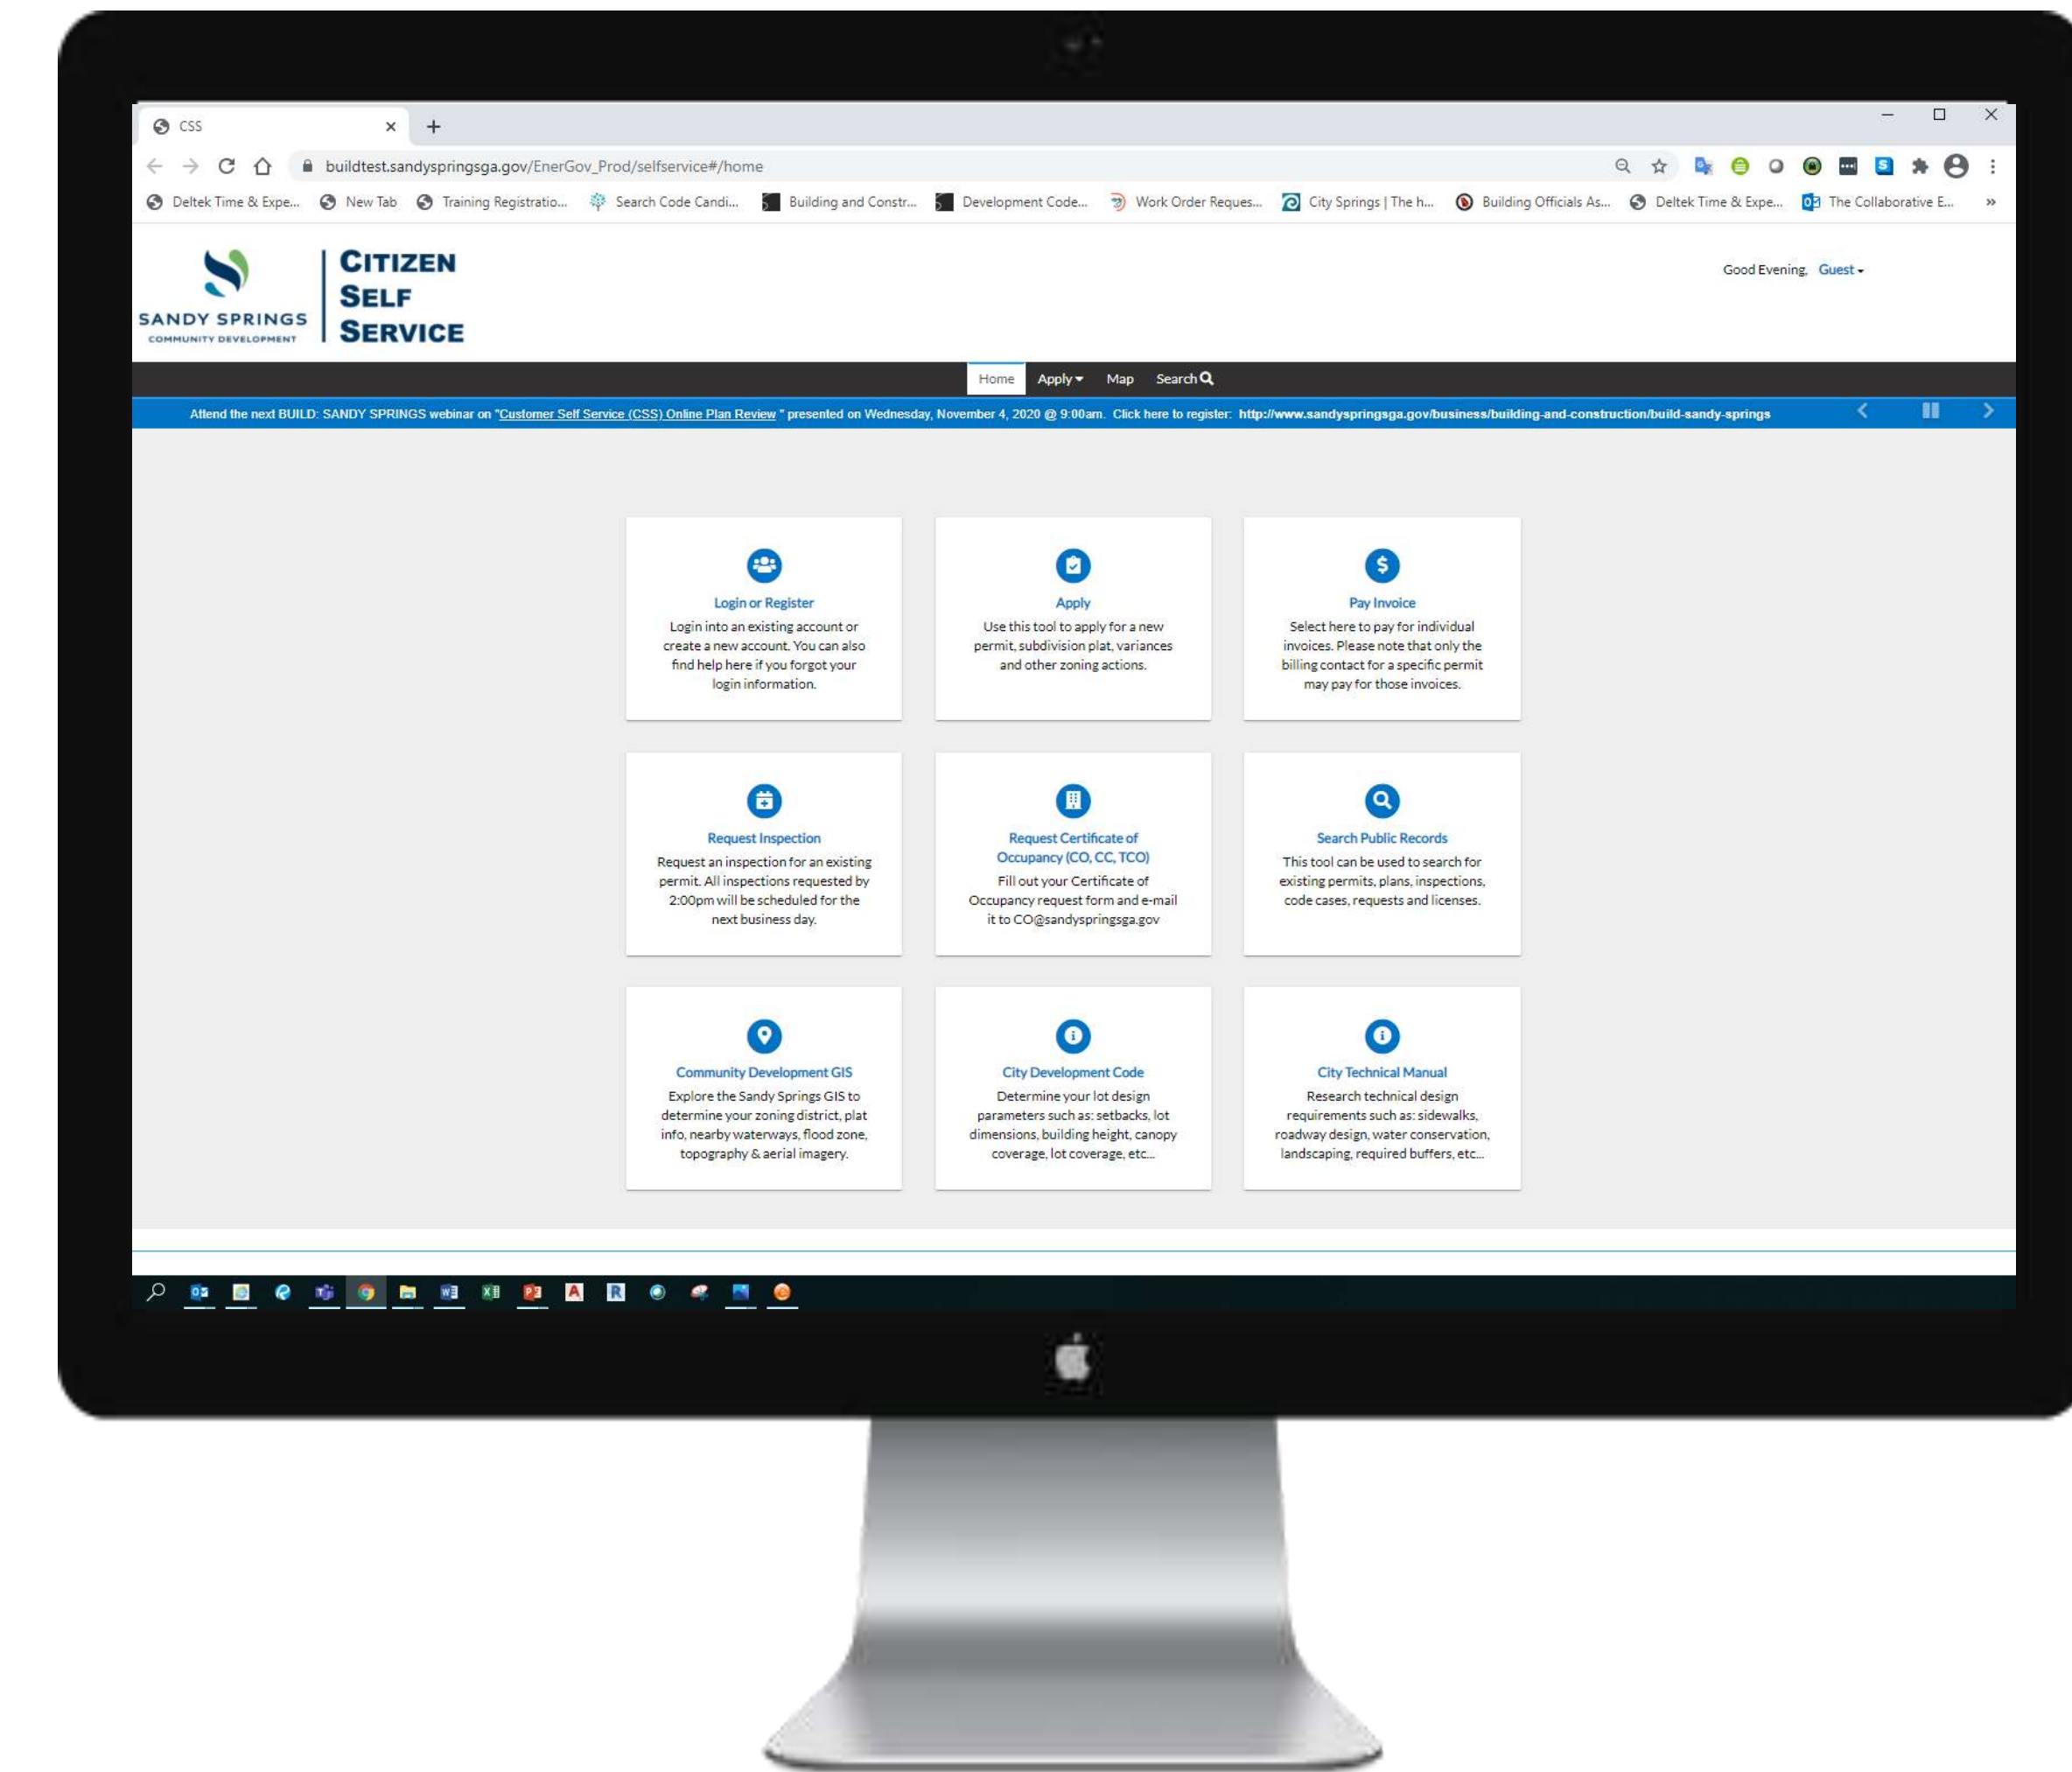 CSS
buildtest.sandyspringsga.gov/EnerGov_Prod/selfservice#/home
Deltek Time & Expe... New Tab Training Registratio... Search Code Candi... Building and Constr... Development Code... Work Order Reques... City Springs | The h... Building Officials As... Deltek Time & Expe... The Collaborative E... »
SANDY SPRINGS
COMMUNITY DEVELOPMENT
CITIZEN
SELF
SERVICE
Good Evening, Guest
Home Apply Map Search
Attend the next BUILD: SANDY SPRINGS webinar on "Customer Self Service (CSS) Online Plan Review " presented on Wednesday, November 4, 2020 @ 9:00am. Click here to register: http://www.sandyspringsga.gov/business/building-and-construction/build-sandy-springs
Login or Register
Login into an existing account or
create a new account. You can also
find help here if you forgot your
login information.
Apply
Use this tool to apply for a new
permit, subdivision plat, variances
and other zoning actions.
Pay Invoice
Select here to pay for individual
invoices. Please note that only the
billing contact for a specific permit
may pay for those invoices.
Request Inspection
Request an inspection for an existing
permit. All inspections requested by
2:00pm will be scheduled for the
next business day.
Request Certificate of
Occupancy (CO, CC, TCO)
Fill out your Certificate of
Occupancy request form and e-mail
it to CO@sandyspringsga.gov
Search Public Records
This tool can be used to search for
existing permits, plans, inspections,
code cases, requests and licenses.
Community Development GIS
Explore the Sandy Springs GIS to
determine your zoning district, plat
info, nearby waterways, flood zone,
topography & aerial imagery.
City Development Code
Determine your lot design
parameters such as: setbacks, lot
dimensions, building height, canopy
coverage, lot coverage, etc...
City Technical Manual
Research technical design
requirements such as: sidewalks,
roadway design, water conservation,
landscaping, required buffers, etc...